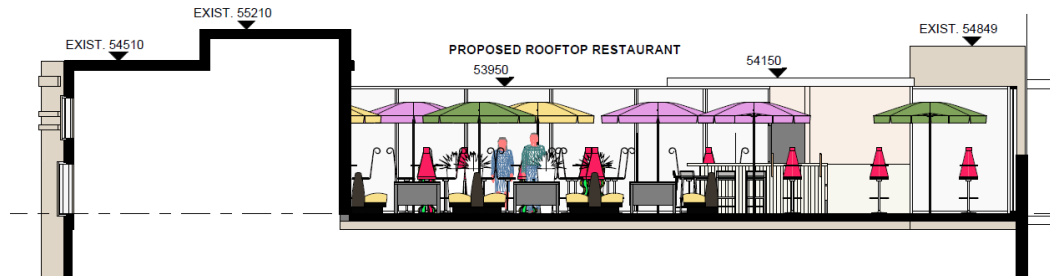 EXIST. 55210
EXIST. 54510
EXIST. 54849
PROPOSED ROOFTOP RESTAURANT
53950
54150